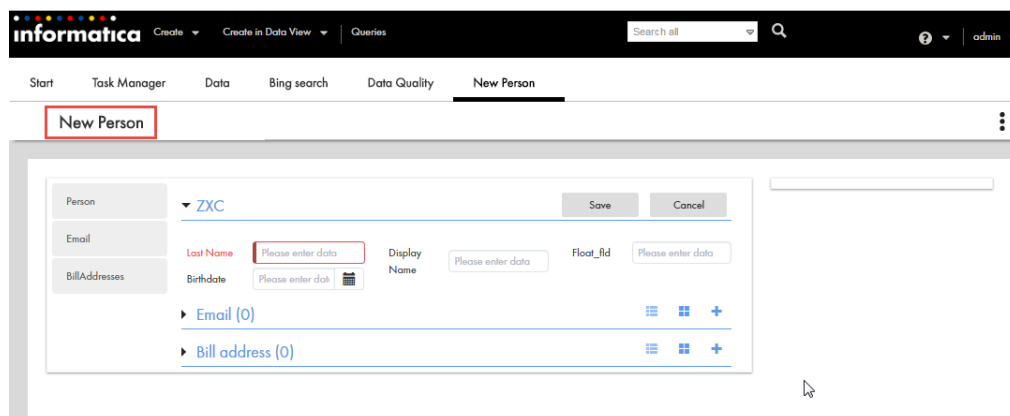 informatica Create Create in Data View Queries Search all admin
Start Task Manager Data Bing search Data Quality New Person
New Person
Person
ZXC Save Cancel
Email
Last Name Please enter data Display Name Please enter data Float_fld Please enter data
BillAddresses
Birthdate Please enter dat
Email (0)
Bill address (0)